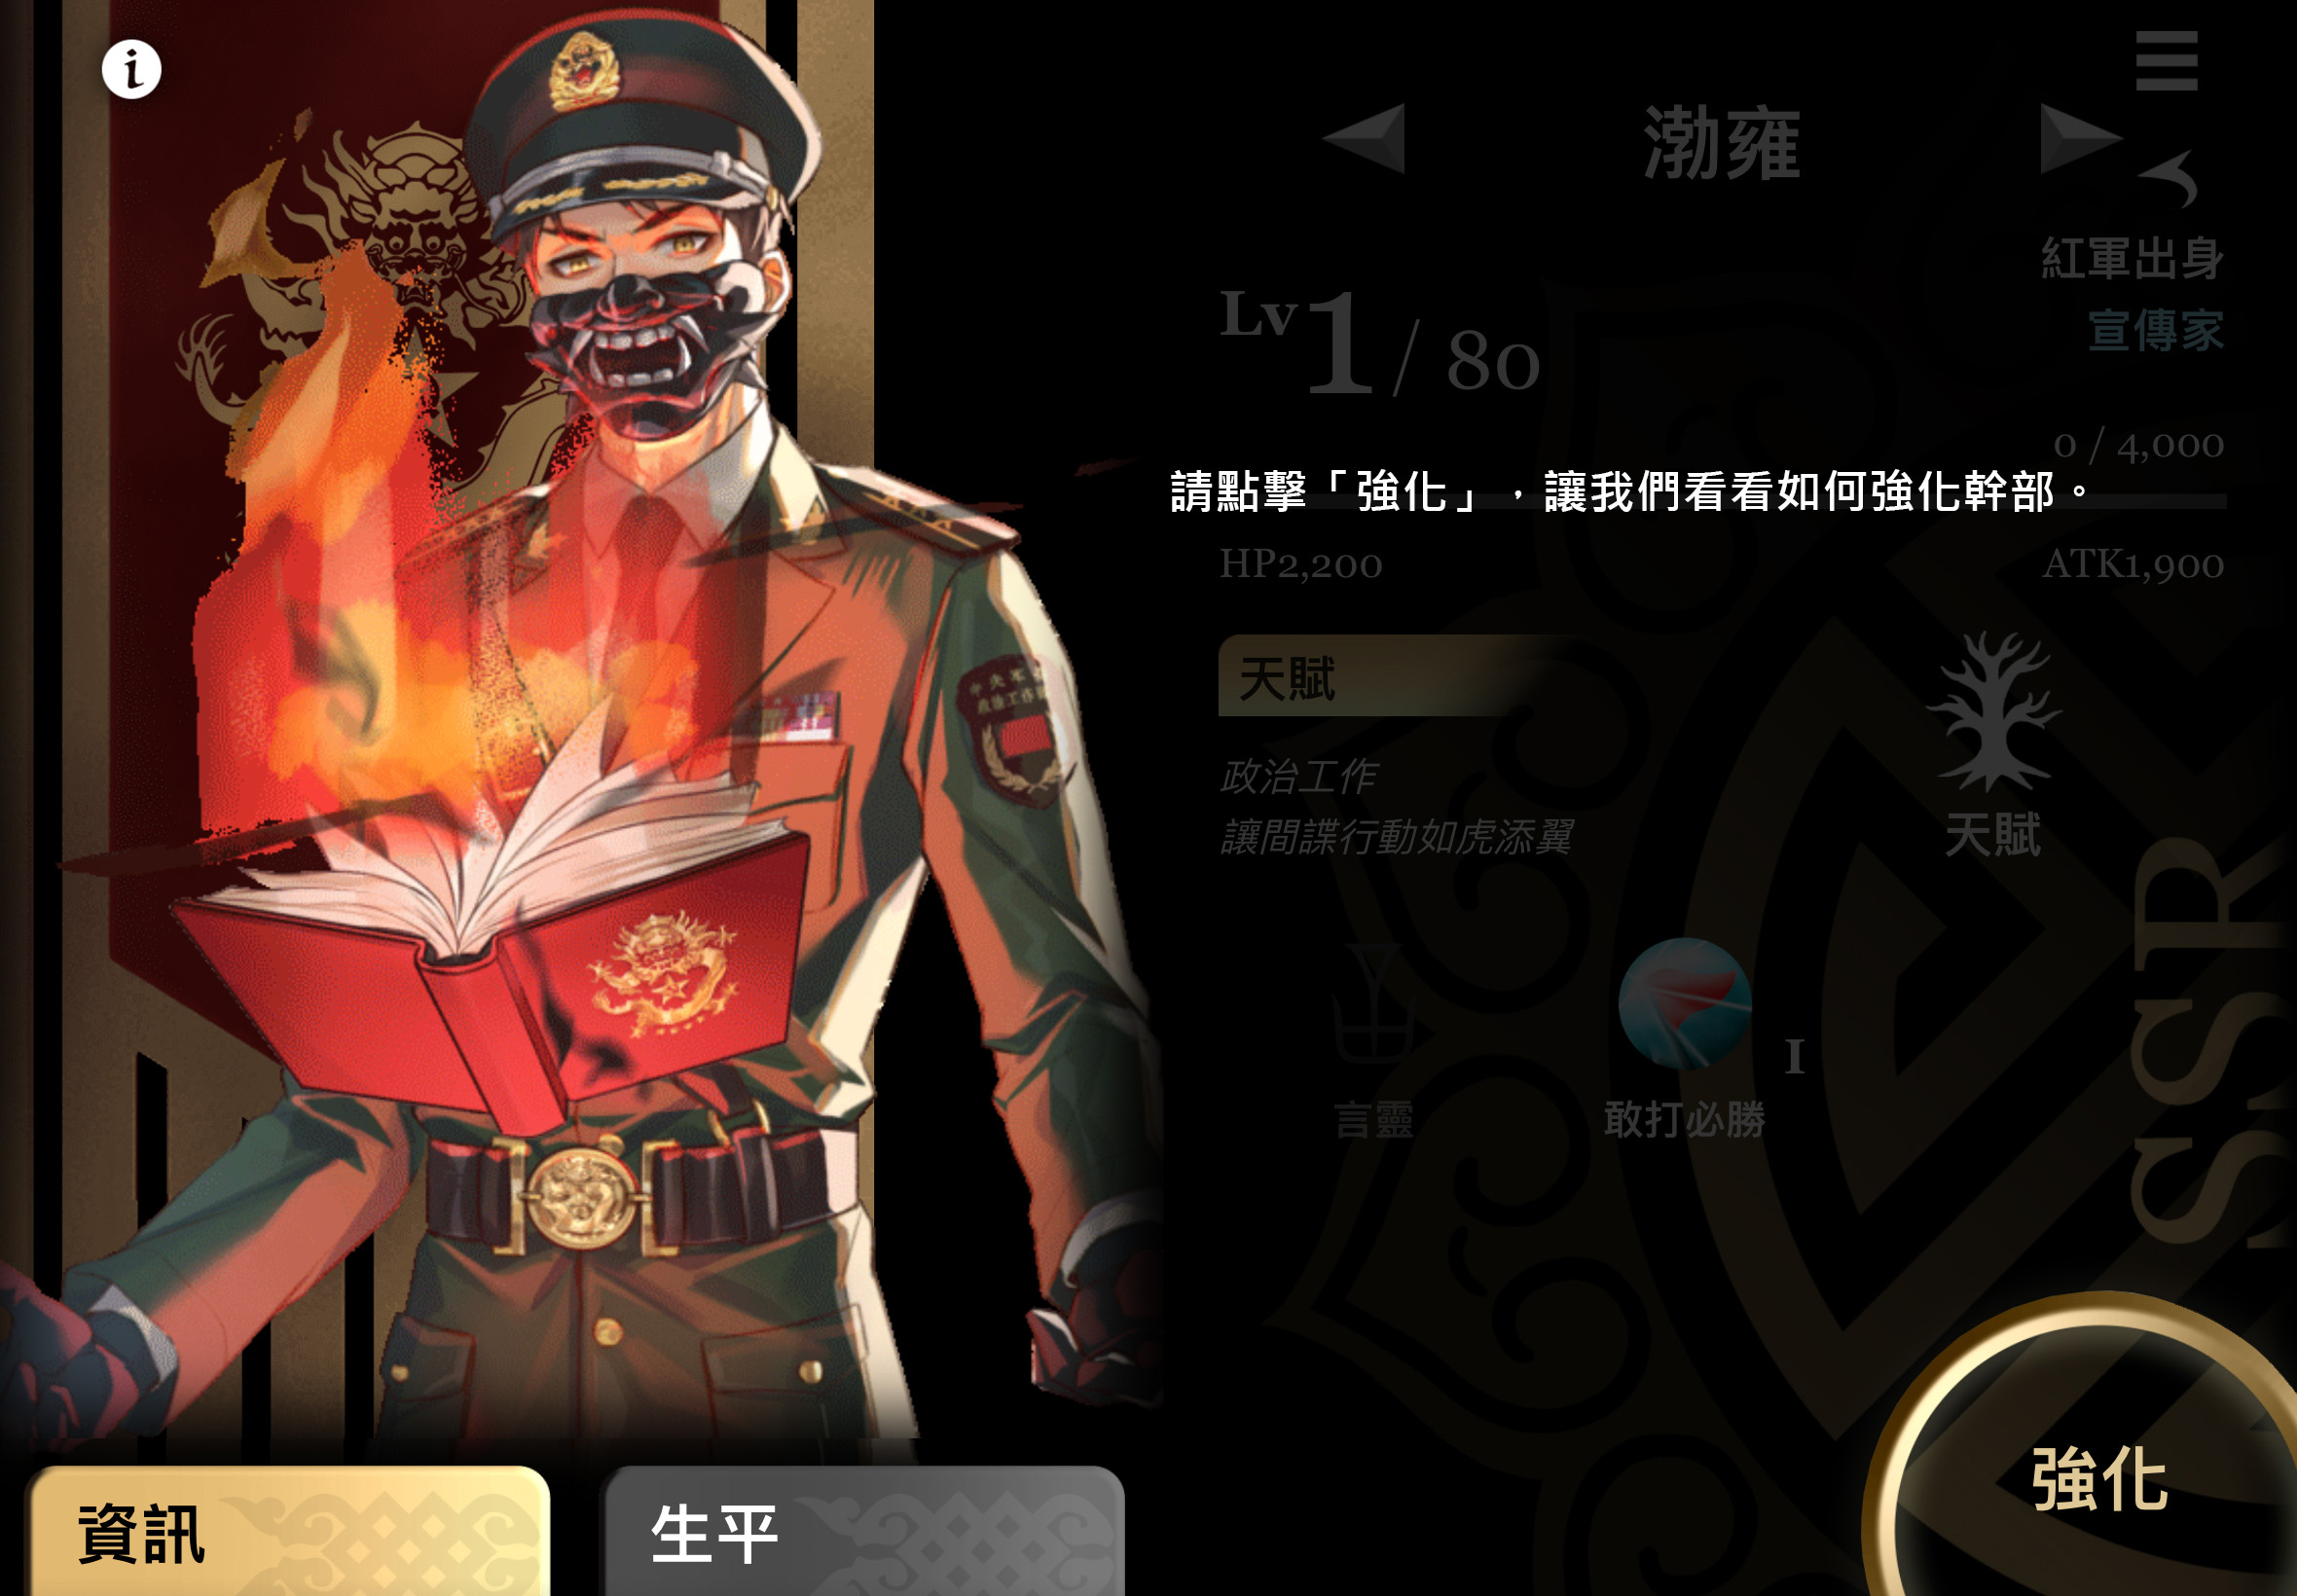 i
渤雍
紅軍出身
宣傳家
Lv1/ 80
0 / 4,000
請點擊「強化」，讓我們看看如何強化幹部。
HP2,200
ATK1,900
天賦
政治工作
讓間諜行動如虎添翼
天賦
SSR
I
言靈
敢打必勝
強化
資訊
生平